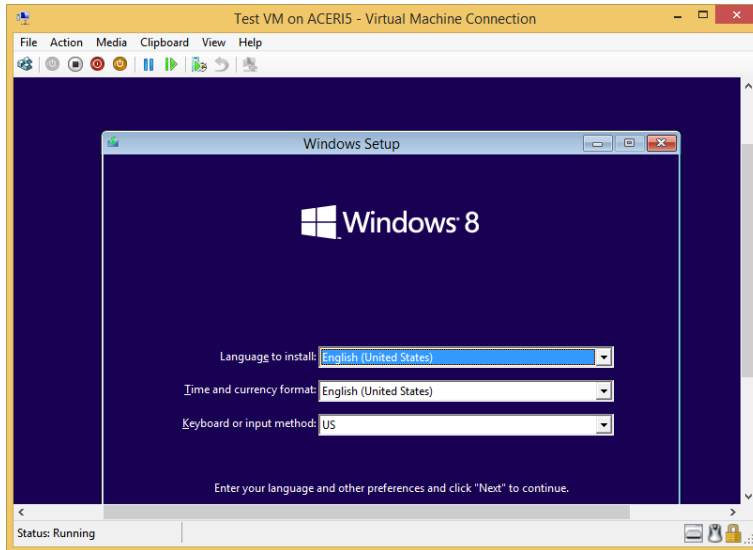 Test VM on ACERI5 - Virtual Machine Connection
File Action Media Clipboard View Help
Windows Setup
Windows 8
Language to install: English (United States)
Time and currency format: English (United States)
Keyboard or input method: US
Enter your language and other preferences and click "Next" to continue.
Status: Running